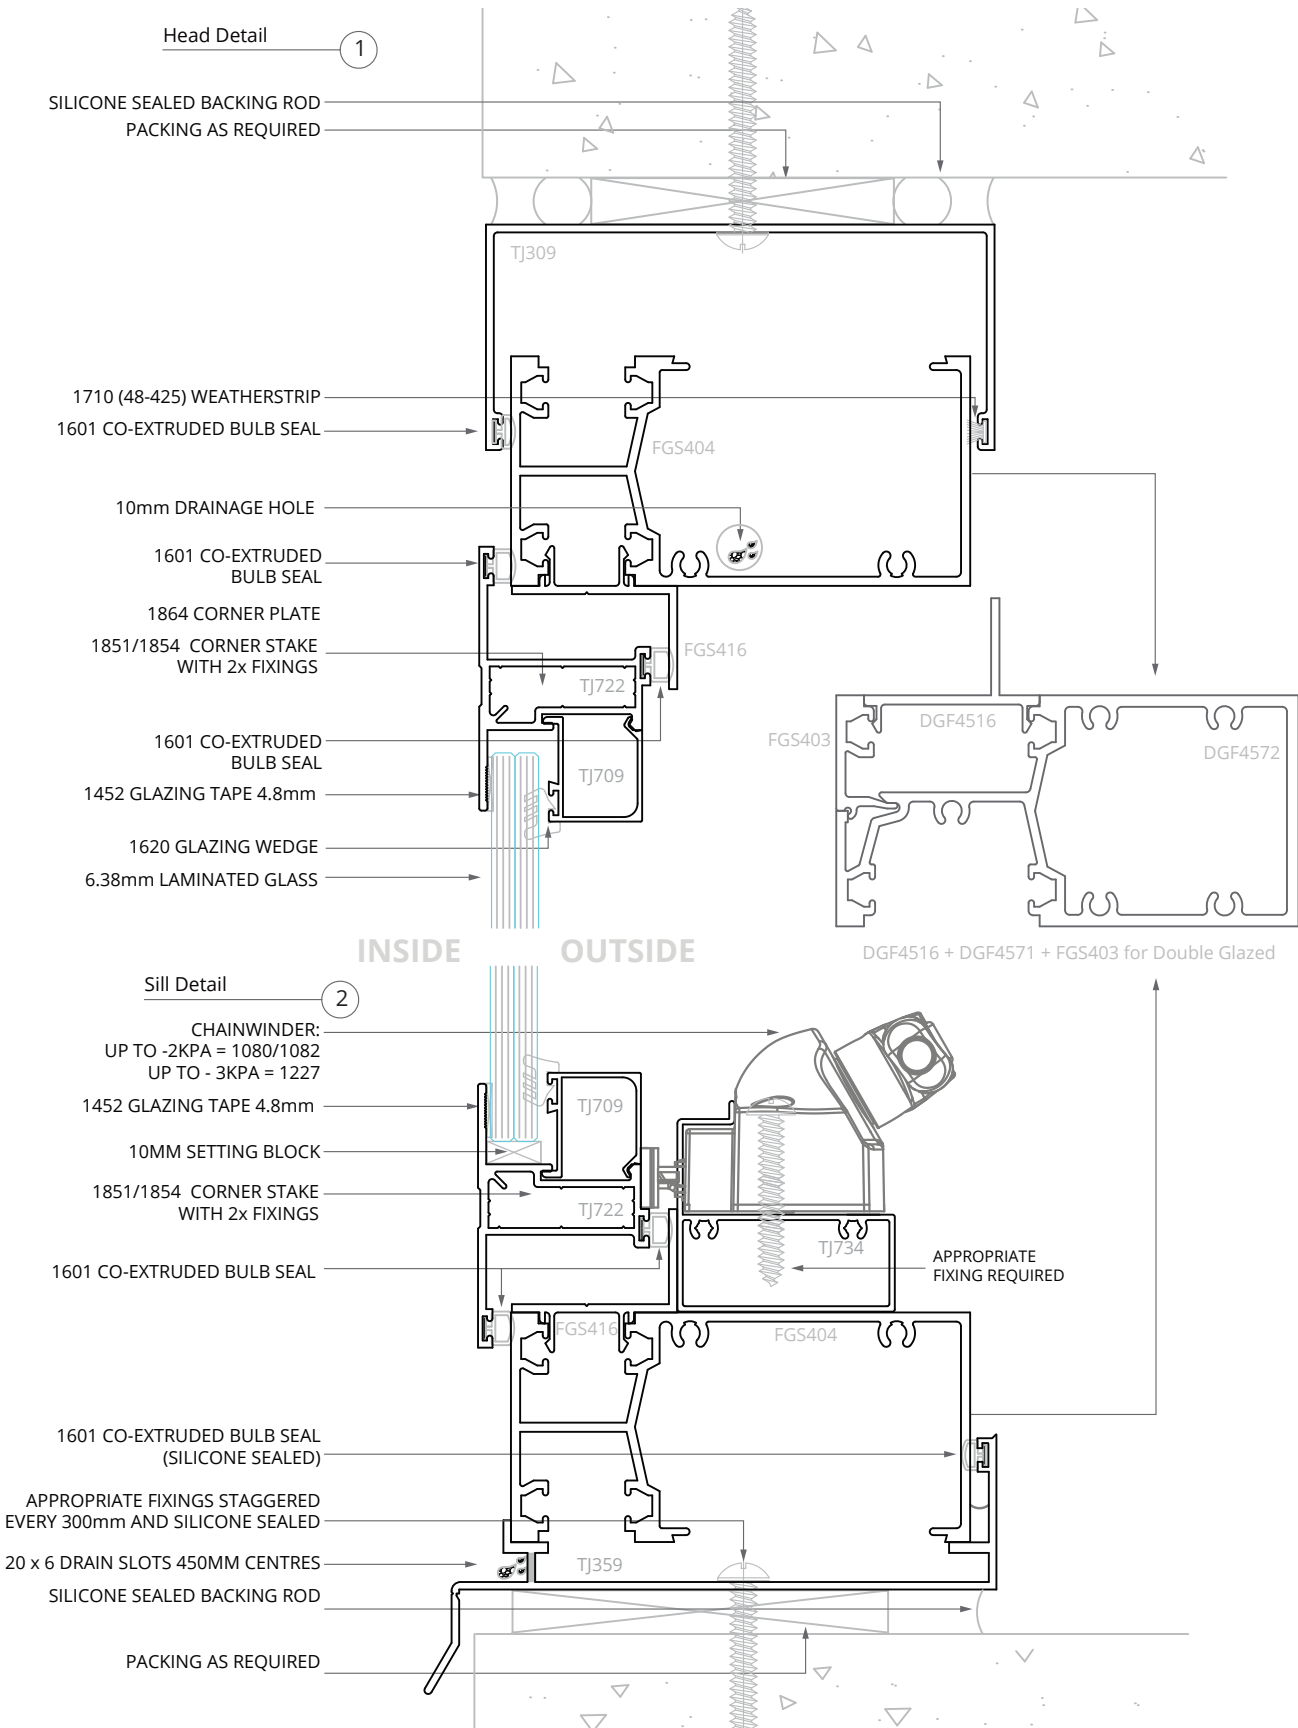 Head Detail
1
SILICONE SEALED BACKING ROD
PACKING AS REQUIRED
TJ309
1710 (48-425) WEATHERSTRIP
1601 CO-EXTRUDED BULB SEAL
FGS404
10mm DRAINAGE HOLE
1601 CO-EXTRUDED
BULB SEAL
1864 CORNER PLATE
1851/1854 CORNER STAKE
WITH 2x FIXINGS
FGS416
TJ722
1601 CO-EXTRUDED
BULB SEAL
TJ709
1452 GLAZING TAPE 4.8mm
1620 GLAZING WEDGE
6.38mm LAMINATED GLASS
FGS403
DGF4516
DGF4572
INSIDE
OUTSIDE
DGF4516 + DGF4571 + FGS403 for Double Glazed
Sill Detail
2
CHAINWINDER:
UP TO -2KPA = 1080/1082
UP TO - 3KPA = 1227
1452 GLAZING TAPE 4.8mm
TJ709
10MM SETTING BLOCK
1851/1854 CORNER STAKE
WITH 2x FIXINGS
TJ722
TJ734
APPROPRIATE
FIXING REQUIRED
1601 CO-EXTRUDED BULB SEAL
FGS416
FGS404
1601 CO-EXTRUDED BULB SEAL
(SILICONE SEALED)
APPROPRIATE FIXINGS STAGGERED
EVERY 300mm AND SILICONE SEALED
20 x 6 DRAIN SLOTS 450MM CENTRES
TJ359
SILICONE SEALED BACKING ROD
PACKING AS REQUIRED